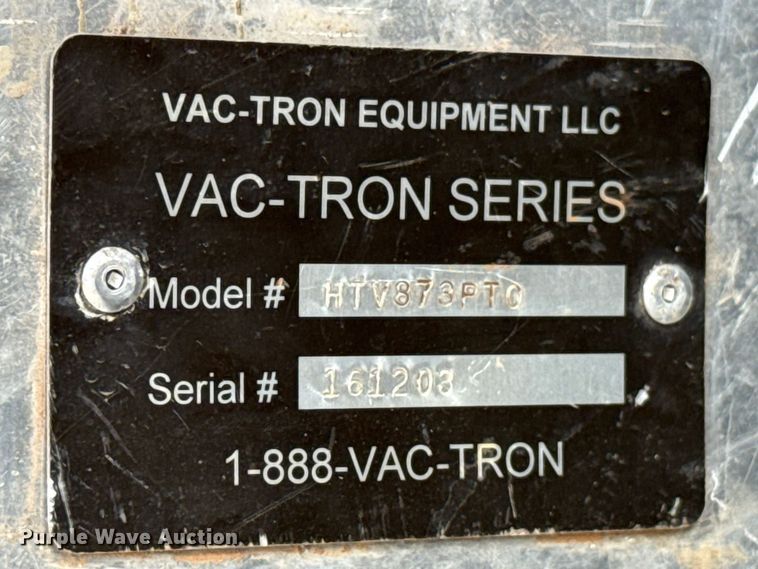 VAC-TRON EQUIPMENT LLC
VAC-TRON SERIES
Model # HTV873PTO
Serial # 161203
1-888-VAC-TRON
Purple Wave Auction